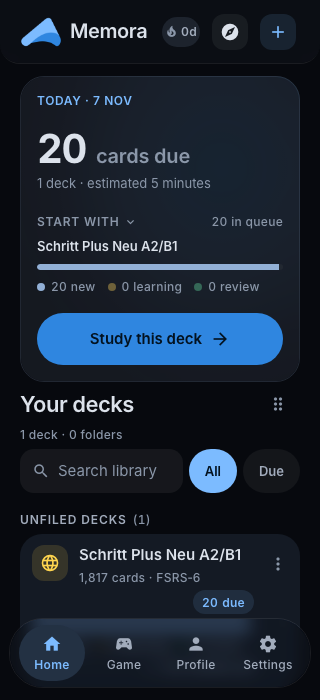 Memora
0d
TODAY · 7 NOV
20 cards due
1 deck · estimated 5 minutes
START WITH
20 in queue
Schritt Plus Neu A2/B1
20 new
0 learning
0 review
Study this deck
Your decks
1 deck · 0 folders
Search library
All
Due
UNFILED DECKS (1)
Schritt Plus Neu A2/B1
1,817 cards · FSRS-6
20 due
Home
Game
Profile
Settings